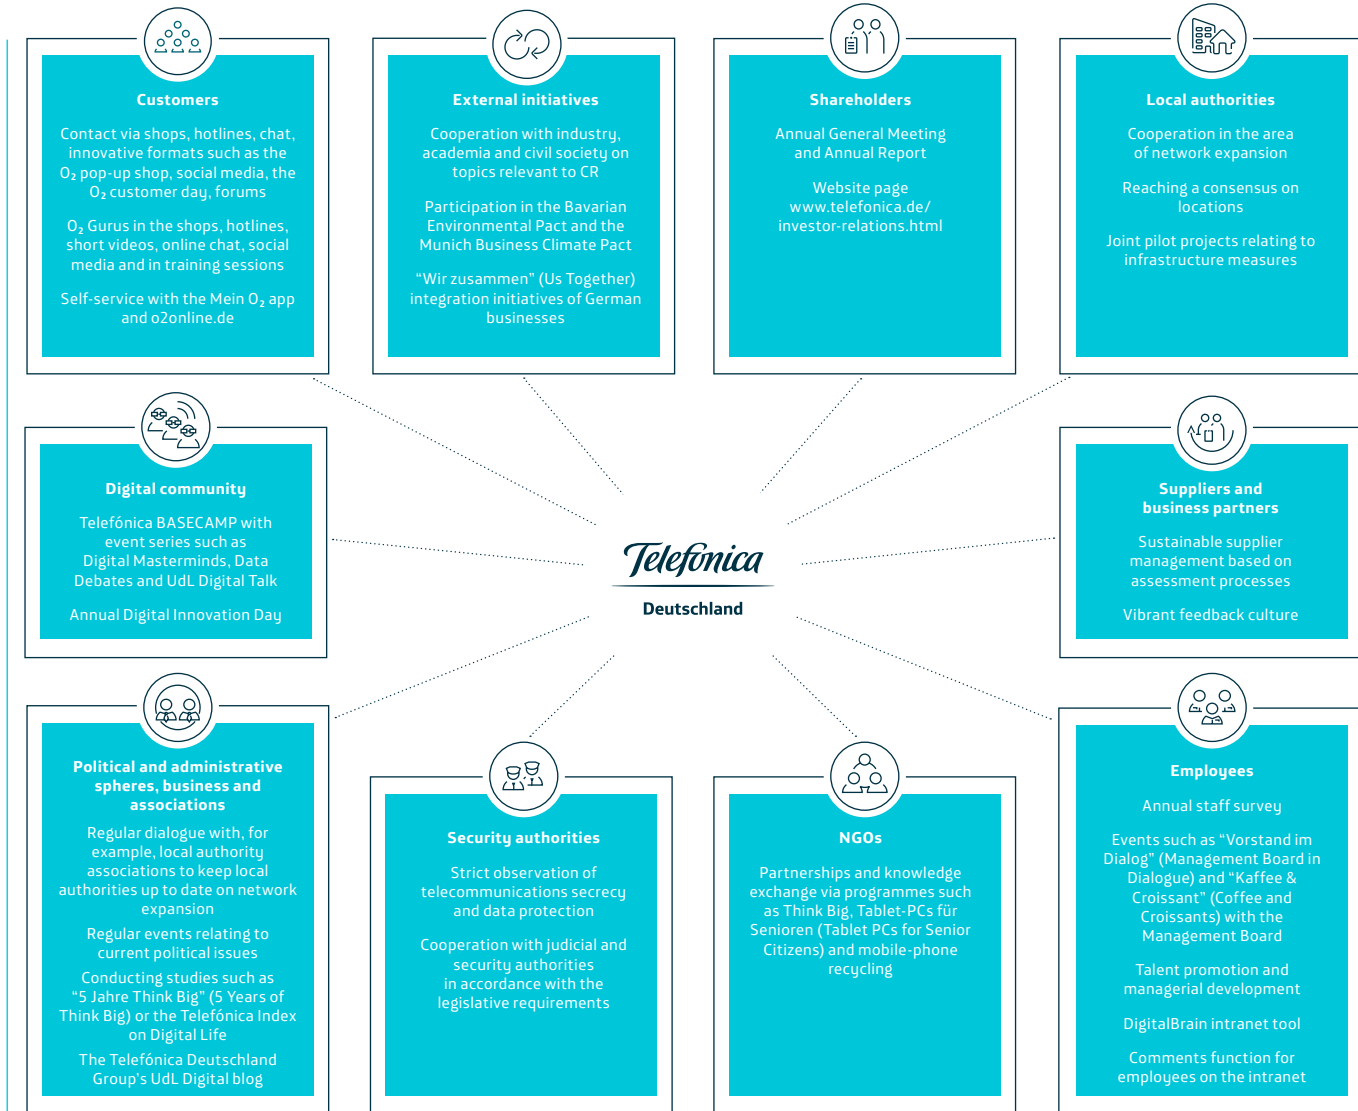 Customers
Contact via shops, hotlines, chat,
innovative formats such as the
O₂ pop-up shop, social media, the
O₂ customer day, forums
O₂ Gurus in the shops, hotlines,
short videos, online chat, social
media and in training sessions
Self-service with the Mein O₂ app
and o2online.de
External initiatives
Cooperation with industry,
academia and civil society on
topics relevant to CR
Participation in the Bavarian
Environmental Pact and the
Munich Business Climate Pact
“Wir zusammen” (Us Together)
integration initiatives of German
businesses
Shareholders
Annual General Meeting
and Annual Report
Website page
www.telefonica.de/
investor-relations.html
Local authorities
Cooperation in the area
of network expansion
Reaching a consensus on
locations
Joint pilot projects relating to
infrastructure measures
Digital community
Telefónica BASECAMP with
event series such as
Digital Masterminds, Data
Debates and UdL Digital Talk
Annual Digital Innovation Day
Telefónica
Deutschland
Suppliers and
business partners
Sustainable supplier
management based on
assessment processes
Vibrant feedback culture
Political and administrative
spheres, business and
associations
Regular dialogue with, for
example, local authority
associations to keep local
authorities up to date on network
expansion
Regular events relating to
current political issues
Conducting studies such as
“5 Jahre Think Big” (5 Years of
Think Big) or the Telefónica Index
on Digital Life
The Telefónica Deutschland
Group’s UdL Digital blog
Security authorities
Strict observation of
telecommunications secrecy
and data protection
Cooperation with judicial and
security authorities
in accordance with the
legislative requirements
NGOs
Partnerships and knowledge
exchange via programmes such
as Think Big, Tablet-PCs für
Senioren (Tablet PCs for Senior
Citizens) and mobile-phone
recycling
Employees
Annual staff survey
Events such as “Vorstand im
Dialog” (Management Board in
Dialogue) and “Kaffee &
Croissant” (Coffee and
Croissants) with the
Management Board
Talent promotion and
managerial development
DigitalBrain intranet tool
Comments function for
employees on the intranet